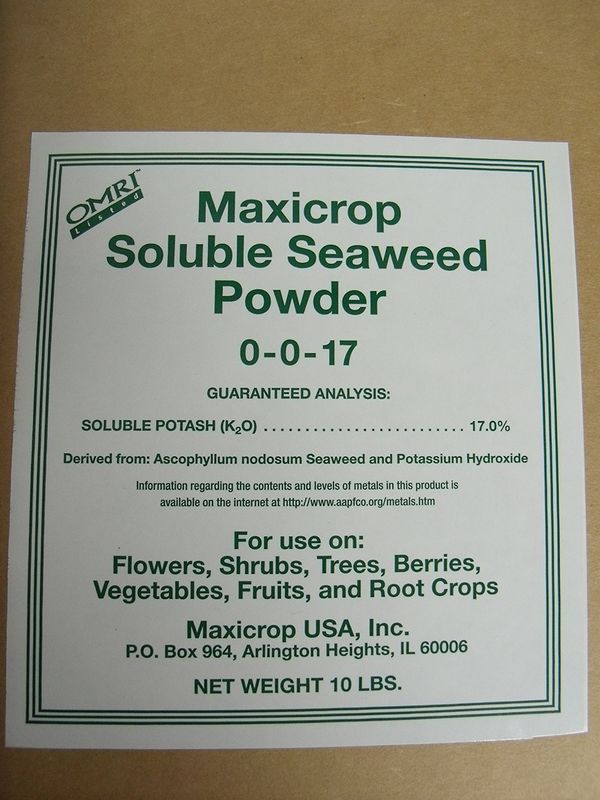 OMRI™
Listed
Maxicrop
Soluble Seaweed
Powder
0-0-17
GUARANTEED ANALYSIS:
SOLUBLE POTASH (K₂O) ......................... 17.0%
Derived from: Ascophyllum nodosum Seaweed and Potassium Hydroxide
Information regarding the contents and levels of metals in this product is
available on the internet at http://www.aapfco.org/metals.htm
For use on:
Flowers, Shrubs, Trees, Berries,
Vegetables, Fruits, and Root Crops
Maxicrop USA, Inc.
P.O. Box 964, Arlington Heights, IL 60006
NET WEIGHT 10 LBS.